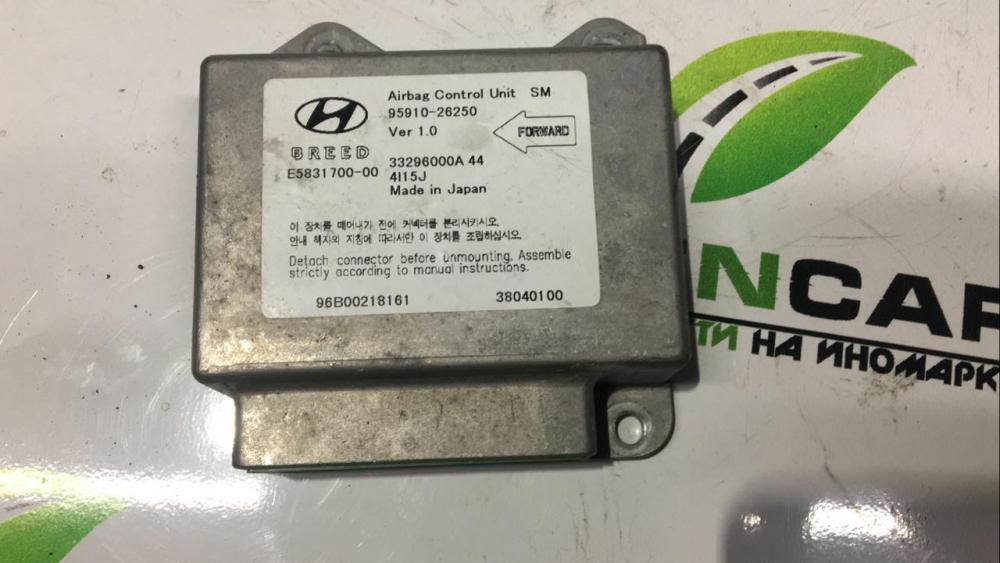 Airbag Control Unit SM
95910-26250
Ver 1.0
FORWARD
BREED
33296000A 44
E5831700-00
4I15J
Made in Japan
이 장치를 떼어내기 전에 커넥터를 분리시키시오.
안내 책자의 지침에 따라서만 이 장치를 조립하십시오.
Detach connector before unmounting. Assemble
strictly according to manual instructions.
96B00218161
38040100
NCAR
ТИ НА ИНОМАРК